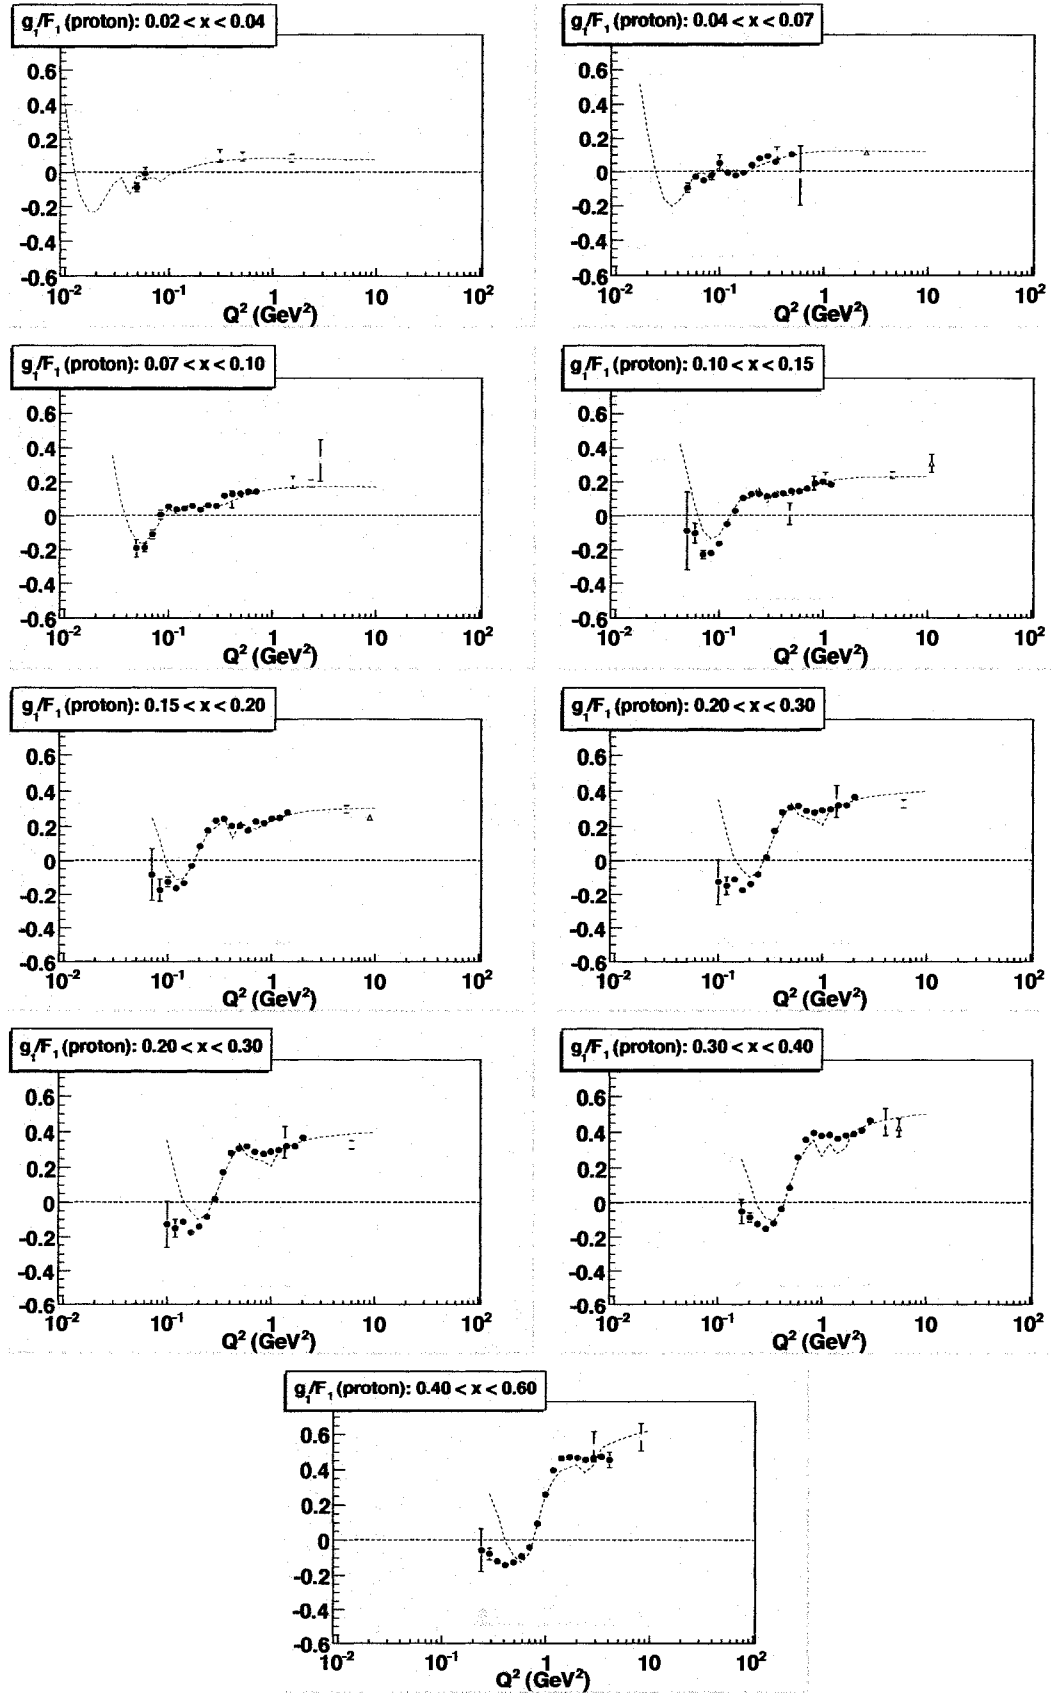 g₁/F₁ (proton): 0.02 < x < 0.04
0.6
0.4
0.2
0
-0.2
-0.4
-0.6
10⁻² 10⁻¹ 1 10 10²
Q² (GeV²)
g₁/F₁ (proton): 0.04 < x < 0.07
0.6
0.4
0.2
0
-0.2
-0.4
-0.6
10⁻² 10⁻¹ 1 10 10²
Q² (GeV²)
g₁/F₁ (proton): 0.07 < x < 0.10
0.6
0.4
0.2
0
-0.2
-0.4
-0.6
10⁻² 10⁻¹ 1 10 10²
Q² (GeV²)
g₁/F₁ (proton): 0.10 < x < 0.15
0.6
0.4
0.2
0
-0.2
-0.4
-0.6
10⁻² 10⁻¹ 1 10 10²
Q² (GeV²)
g₁/F₁ (proton): 0.15 < x < 0.20
0.6
0.4
0.2
0
-0.2
-0.4
-0.6
10⁻² 10⁻¹ 1 10 10²
Q² (GeV²)
g₁/F₁ (proton): 0.20 < x < 0.30
0.6
0.4
0.2
0
-0.2
-0.4
-0.6
10⁻² 10⁻¹ 1 10 10²
Q² (GeV²)
g₁/F₁ (proton): 0.20 < x < 0.30
0.6
0.4
0.2
0
-0.2
-0.4
-0.6
10⁻² 10⁻¹ 1 10 10²
Q² (GeV²)
g₁/F₁ (proton): 0.30 < x < 0.40
0.6
0.4
0.2
0
-0.2
-0.4
-0.6
10⁻² 10⁻¹ 1 10 10²
Q² (GeV²)
g₁/F₁ (proton): 0.40 < x < 0.60
0.6
0.4
0.2
0
-0.2
-0.4
-0.6
10⁻² 10⁻¹ 1 10 10²
Q² (GeV²)